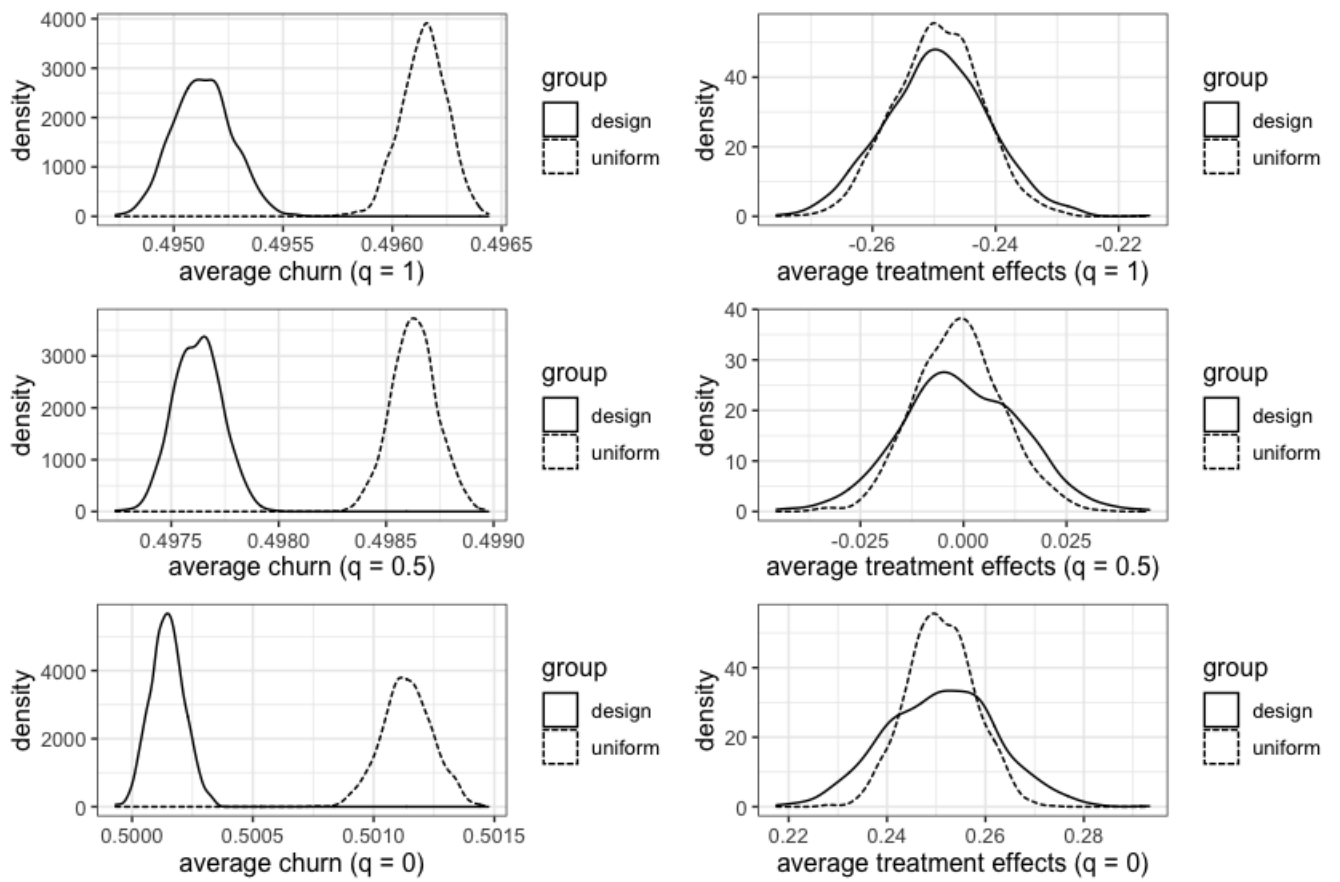 4000
3000
2000
1000
0
density
0.4950 0.4955 0.4960 0.4965
average churn (q = 1)
group
design
uniform
40
20
0
density
-0.26 -0.24 -0.22
average treatment effects (q = 1)
group
design
uniform
3000
2000
1000
0
density
0.4975 0.4980 0.4985 0.4990
average churn (q = 0.5)
group
design
uniform
40
30
20
10
0
density
-0.025 0.000 0.025
average treatment effects (q = 0.5)
group
design
uniform
4000
2000
0
density
0.5000 0.5005 0.5010 0.5015
average churn (q = 0)
group
design
uniform
40
20
0
density
0.22 0.24 0.26 0.28
average treatment effects (q = 0)
group
design
uniform